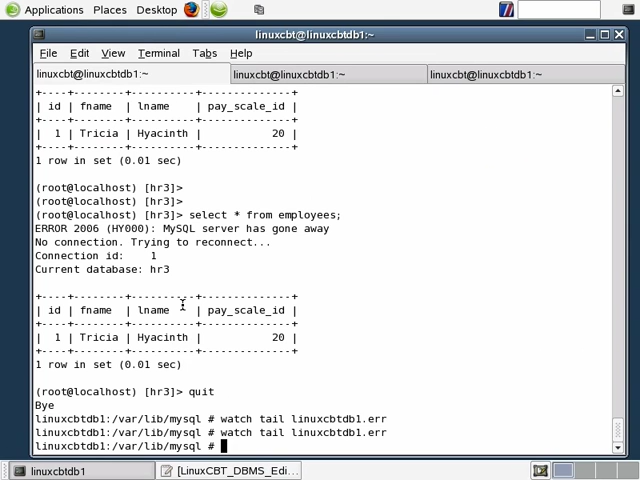 Applications Places Desktop
linuxcbt@linuxcbtdb1:~
File Edit View Terminal Tabs Help
linuxcbt@linuxcbtdb1:~ linuxcbt@linuxcbtdb1:~ linuxcbt@linuxcbtdb1:~
+----+--------+----------+--------------+
| id | fname | lname | pay_scale_id |
+----+--------+----------+--------------+
| 1 | Tricia | Hyacinth | 20 |
+----+--------+----------+--------------+
1 row in set (0.01 sec)
(root@localhost) [hr3]>
(root@localhost) [hr3]>
(root@localhost) [hr3]> select * from employees;
ERROR 2006 (HY000): MySQL server has gone away
No connection. Trying to reconnect...
Connection id: 1
Current database: hr3
+----+--------+----------+--------------+
| id | fname | lname | pay_scale_id |
+----+--------+----------+--------------+
| 1 | Tricia | Hyacinth | 20 |
+----+--------+----------+--------------+
1 row in set (0.01 sec)
(root@localhost) [hr3]> quit
Bye
linuxcbtdb1:/var/lib/mysql # watch tail linuxcbtdb1.err
linuxcbtdb1:/var/lib/mysql # watch tail linuxcbtdb1.err
linuxcbtdb1:/var/lib/mysql #
linuxcbtdb1 [LinuxCBT_DBMS_Edi...